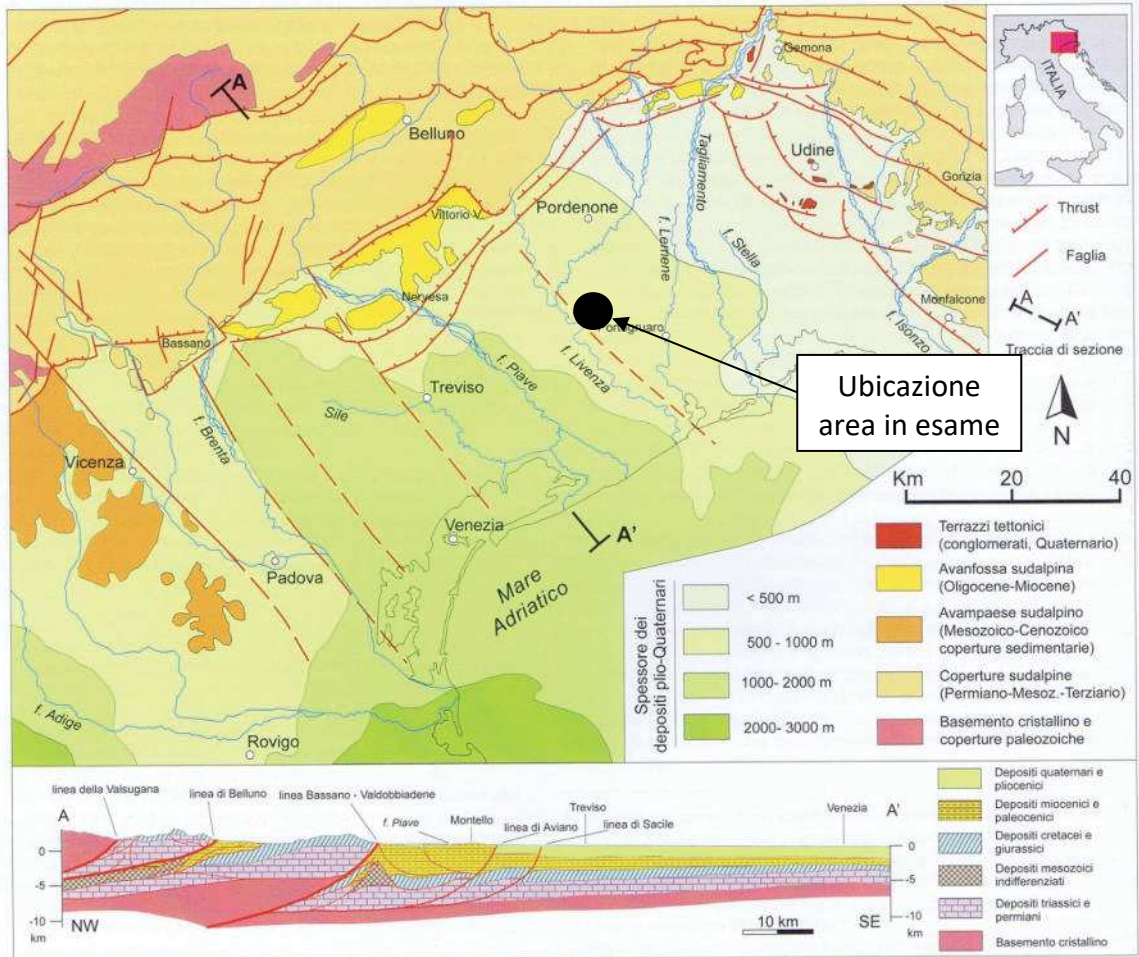 A
Belluno
Vittorio V.
Nervesa
Bassano
Vicenza
f. Brenta
Padova
f. Adige
Rovigo
Sile
Treviso
f. Piave
Venezia
A'
Mare
Adriatico
f. Livenza
Pordenone
f. Lemene
Tagliamento
f. Stella
Gemona
Udine
Gorizia
Monfalcone
f. Isonzo
Ubicazione
area in esame
ITALIA
Thrust
Faglia
A
A'
Traccia di sezione
N
Km
20
40
Spessore dei
depositi plio-Quaternari
< 500 m
500 - 1000 m
1000- 2000 m
2000- 3000 m
Terrazzi tettonici
(conglomerati, Quaternario)
Avanfossa sudalpina
(Oligocene-Miocene)
Avampaese sudalpino
(Mesozoico-Cenozoico
coperture sedimentarie)
Coperture sudalpine
(Permiano-Mesoz.-Terziario)
Basemento cristallino e
coperture paleozoiche
linea della Valsugana
linea di Belluno
linea Bassano - Valdobbiadene
f. Piave
Montello
linea di Aviano
Treviso
linea di Sacile
Venezia
A
A'
0
-5
-10
km
NW
10 km
SE
0
-5
-10
km
Depositi quaternari e
pliocenici
Depositi miocenici e
paleocenici
Depositi cretacei e
giurassici
Depositi mesozoici
indifferenziati
Depositi triassici e
permiani
Basemento cristallino